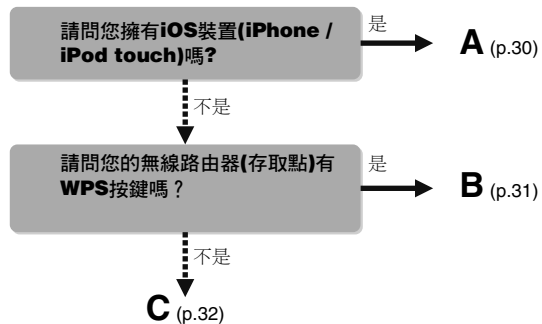 請問您擁有iOS裝置(iPhone /
iPod touch)嗎?
是
A (p.30)
不是
請問您的無線路由器(存取點)有
WPS按鍵嗎？
是
B (p.31)
不是
C (p.32)